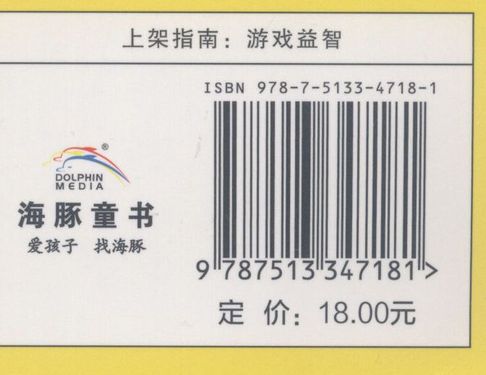 上架指南：游戏益智
ISBN 978-7-5133-4718-1
®
DOLPHIN
MEDIA
海豚童书
爱孩子 找海豚
9 787513 347181 >
定 价：18.00元